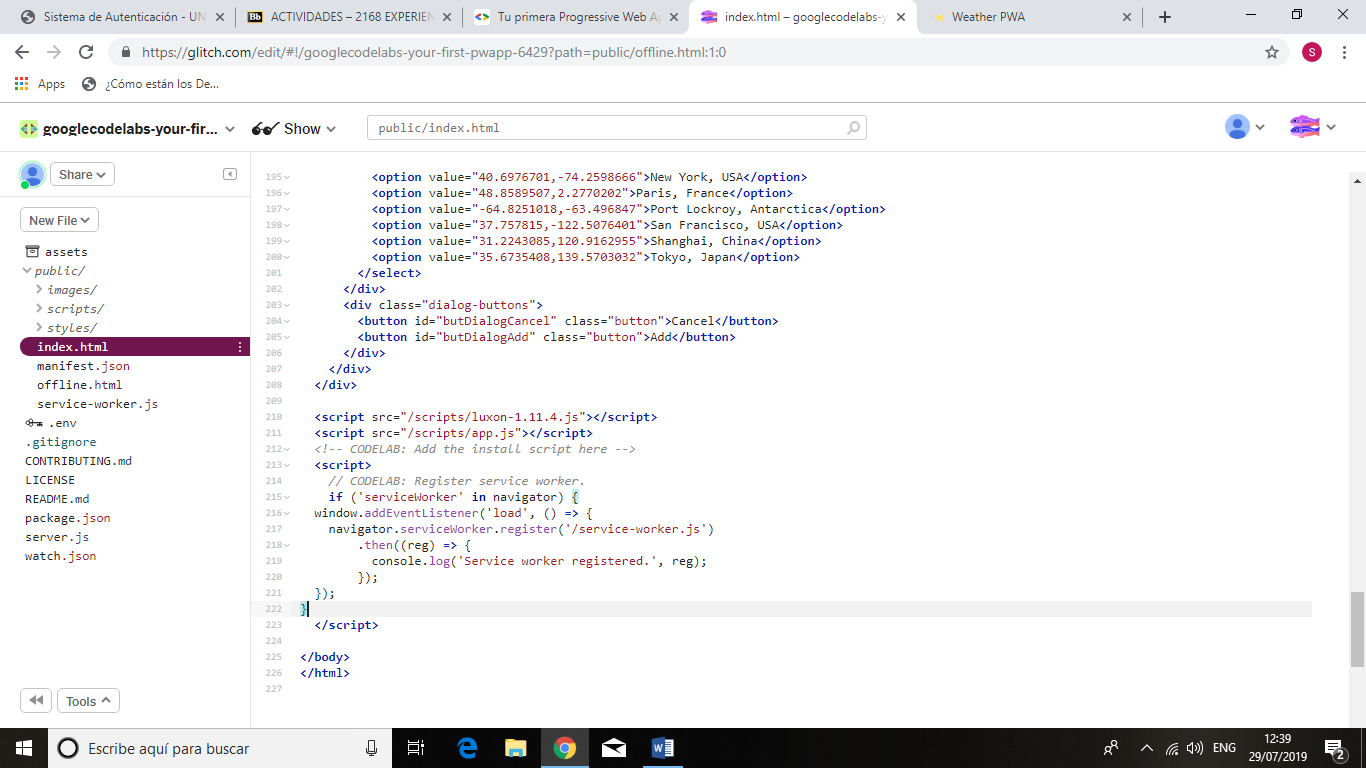 Sistema de Autenticación - UN
ACTIVIDADES – 2168 EXPERIEN
Tu primera Progressive Web Ap
index.html – googlecodelabs-y
Weather PWA
https://glitch.com/edit/#!/googlecodelabs-your-first-pwapp-6429?path=public/offline.html:1:0
S
Apps
¿Cómo están los De...
googlecodelabs-your-fir...
Show
public/index.html
Share
New File
assets
public/
images/
scripts/
styles/
index.html
manifest.json
offline.html
service-worker.js
.env
.gitignore
CONTRIBUTING.md
LICENSE
README.md
package.json
server.js
watch.json
Tools
195 <option value="40.6976701,-74.2598666">New York, USA</option>
196 <option value="48.8589507,2.2770202">Paris, France</option>
197 <option value="-64.8251018,-63.496847">Port Lockroy, Antarctica</option>
198 <option value="37.757815,-122.5076401">San Francisco, USA</option>
199 <option value="31.2243085,120.9162955">Shanghai, China</option>
200 <option value="35.6735408,139.5703032">Tokyo, Japan</option>
201 </select>
202 </div>
203 <div class="dialog-buttons">
204 <button id="butDialogCancel" class="button">Cancel</button>
205 <button id="butDialogAdd" class="button">Add</button>
206 </div>
207 </div>
208 </div>
209
210 <script src="/scripts/luxon-1.11.4.js"></script>
211 <script src="/scripts/app.js"></script>
212 <!-- CODELAB: Add the install script here -->
213 <script>
214 // CODELAB: Register service worker.
215 if ('serviceWorker' in navigator) {
216 window.addEventListener('load', () => {
217 navigator.serviceWorker.register('/service-worker.js')
218 .then((reg) => {
219 console.log('Service worker registered.', reg);
220 });
221 });
222 }
223 </script>
224
225 </body>
226 </html>
227
Escribe aquí para buscar
ENG
12:39
29/07/2019
2